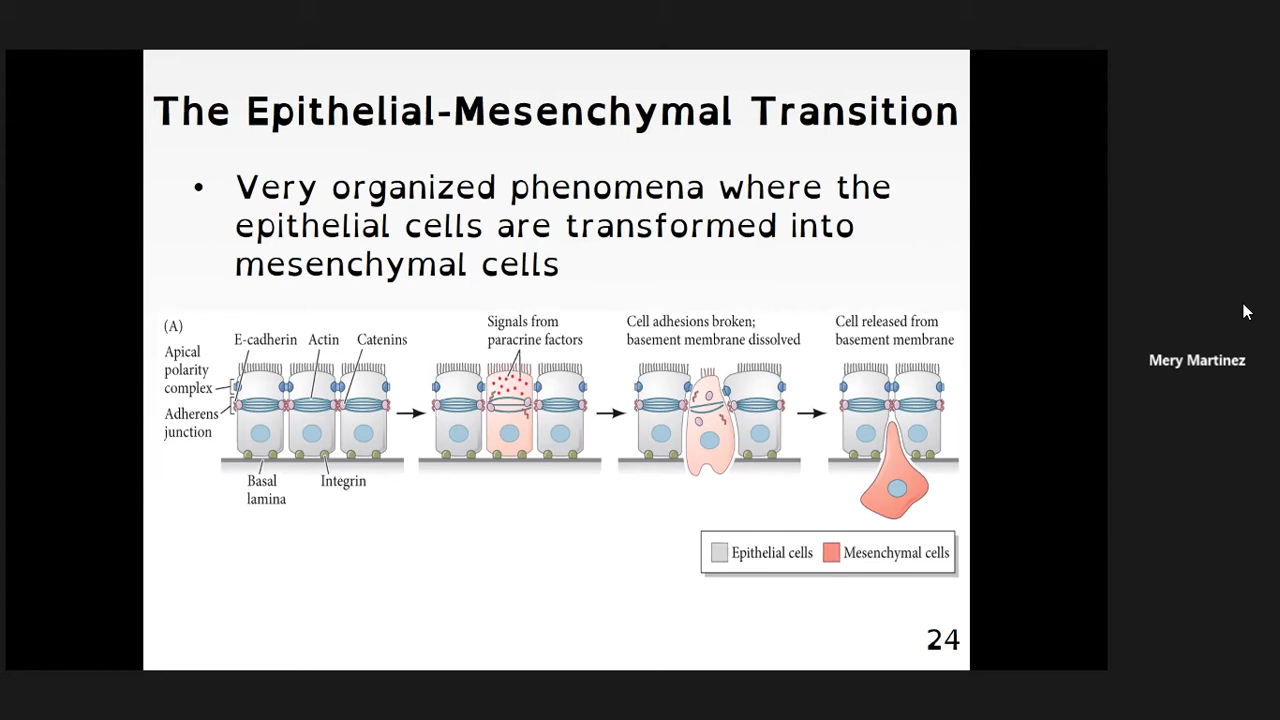 The Epithelial-Mesenchymal Transition
• Very organized phenomena where the
epithelial cells are transformed into
mesenchymal cells
(A)
E-cadherin
Actin
Catenins
Apical
polarity
complex
Adherens
junction
Basal
lamina
Integrin
Signals from
paracrine factors
Cell adhesions broken;
basement membrane dissolved
Cell released from
basement membrane
Epithelial cells
Mesenchymal cells
24
Mery Martinez